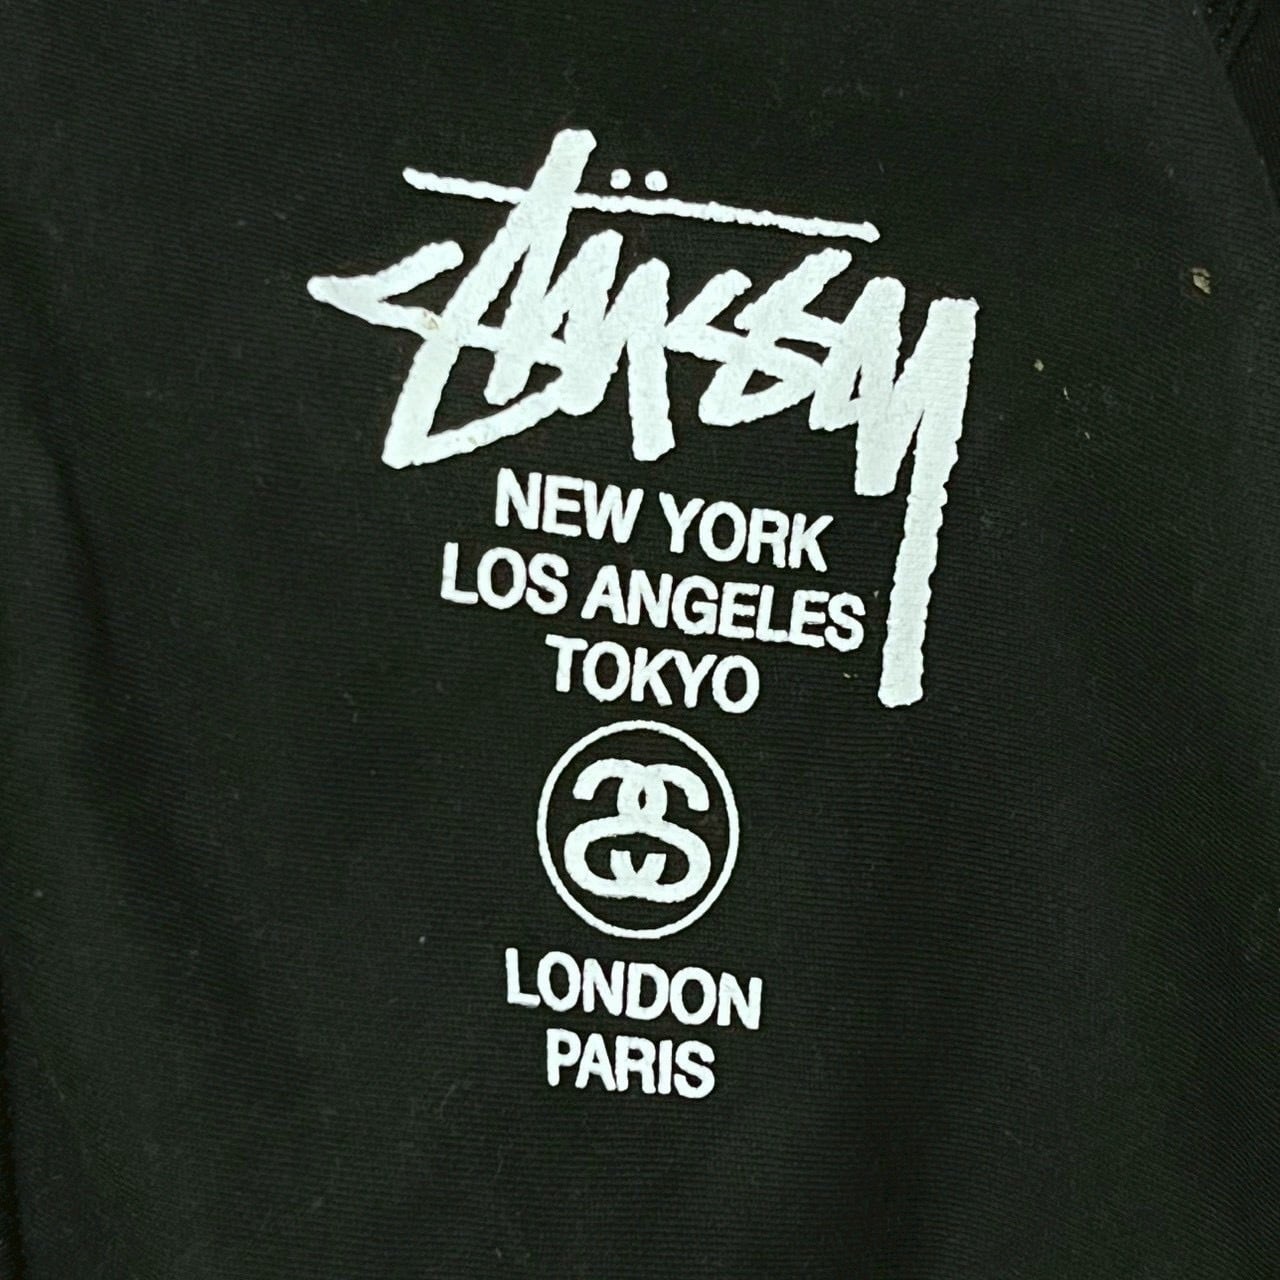 Stüssy
NEW YORK
LOS ANGELES
TOKYO
LONDON
PARIS